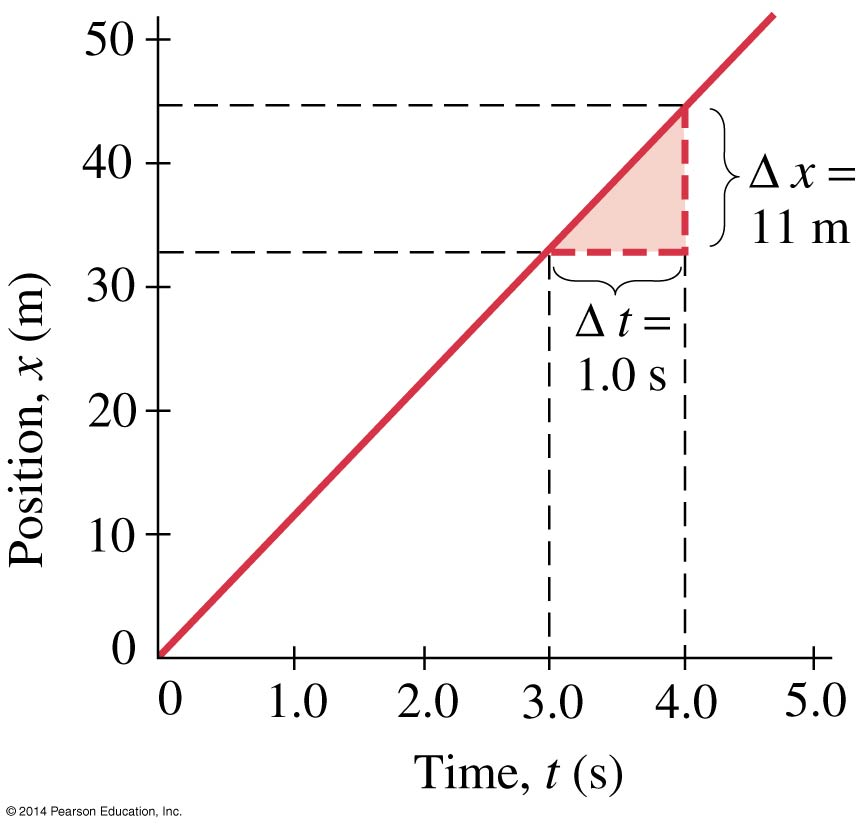 50
40
30
20
10
0
Position, x (m)
Δ x =
11 m
Δ t =
1.0 s
0 1.0 2.0 3.0 4.0 5.0
Time, t (s)
© 2014 Pearson Education, Inc.